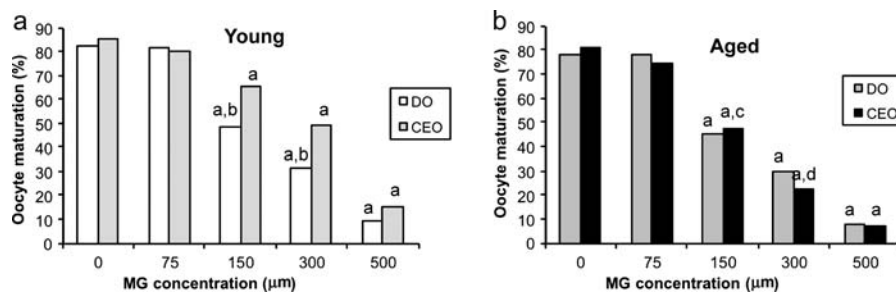 a
Young
Oocyte maturation (%)
90
80
70
60
50
40
30
20
10
0
a
a,b
a
a,b
a
a
DO
CEO
0 75 150 300 500
MG concentration (μm)
b
Aged
Oocyte maturation (%)
90
80
70
60
50
40
30
20
10
0
a
a,c
a
a,d
a
a
DO
CEO
0 75 150 300 500
MG concentration (μm)